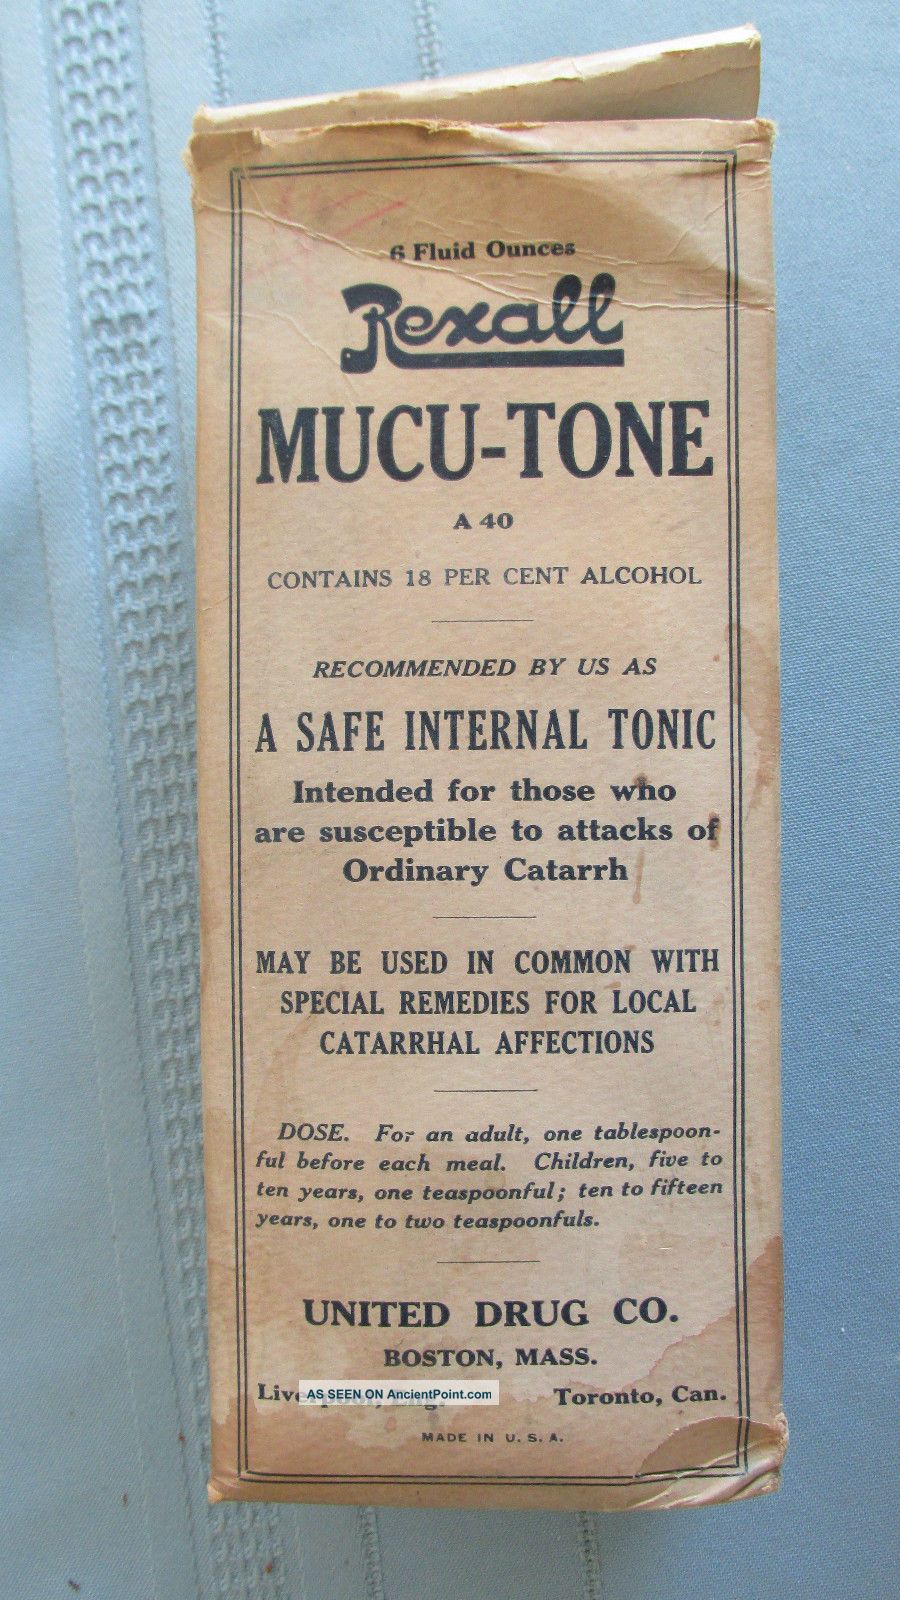 6 Fluid Ounces
Rexall
MUCU-TONE
A 40
CONTAINS 18 PER CENT ALCOHOL
RECOMMENDED BY US AS
A SAFE INTERNAL TONIC
Intended for those who
are susceptible to attacks of
Ordinary Catarrh
MAY BE USED IN COMMON WITH
SPECIAL REMEDIES FOR LOCAL
CATARRHAL AFFECTIONS
DOSE. For an adult, one tablespoon-
ful before each meal. Children, five to
ten years, one teaspoonful; ten to fifteen
years, one to two teaspoonfuls.
UNITED DRUG CO.
BOSTON, MASS.
Liverpool, Eng. Toronto, Can.
AS SEEN ON AncientPoint.com
MADE IN U. S. A.